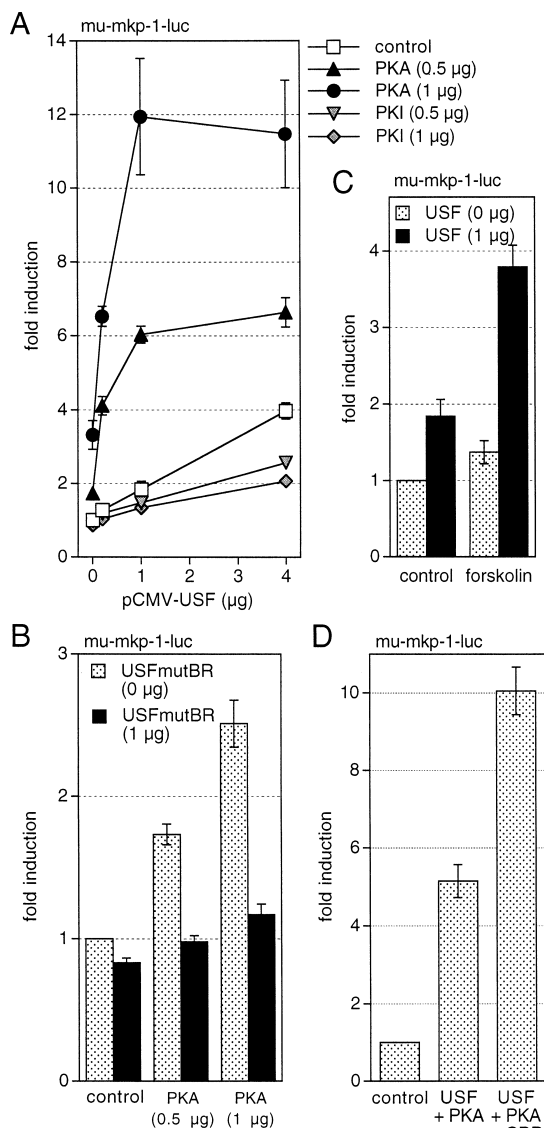 A
mu-mkp-1-luc
14
12
10
8
6
4
2
0
fold induction
0 1 2 3 4
pCMV-USF (µg)
control
PKA (0.5 µg)
PKA (1 µg)
PKI (0.5 µg)
PKI (1 µg)
C
mu-mkp-1-luc
USF (0 µg)
USF (1 µg)
4
3
2
1
0
fold induction
control forskolin
B
mu-mkp-1-luc
USFmutBR
(0 µg)
USFmutBR
(1 µg)
3
2
1
0
fold induction
control PKA PKA
(0.5 µg) (1 µg)
D
mu-mkp-1-luc
10
8
6
4
2
0
fold induction
control USF USF
+ PKA + PKA